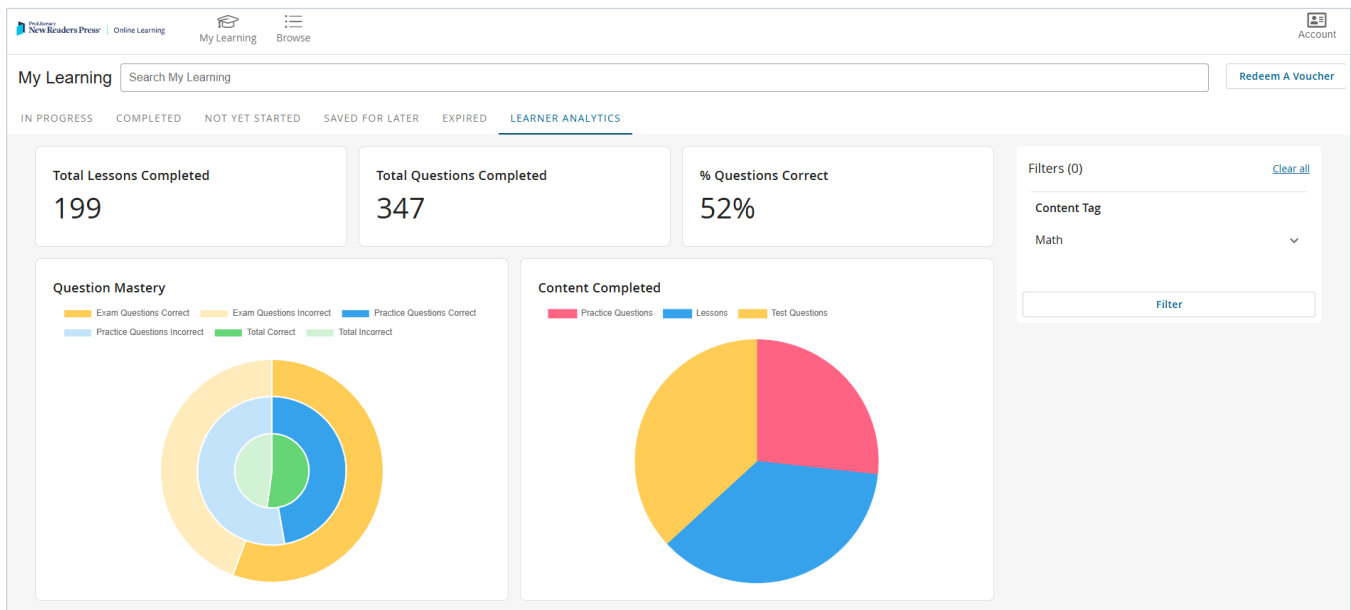 ProLiteracy
New Readers Press
Online Learning
My Learning
Browse
Account
My Learning
Search My Learning
Redeem A Voucher
IN PROGRESS COMPLETED NOT YET STARTED SAVED FOR LATER EXPIRED LEARNER ANALYTICS
Total Lessons Completed
199
Total Questions Completed
347
% Questions Correct
52%
Filters (0)
Clear all
Content Tag
Math
Filter
Question Mastery
Exam Questions Correct Exam Questions Incorrect Practice Questions Correct
Practice Questions Incorrect Total Correct Total Incorrect
Content Completed
Practice Questions Lessons Test Questions